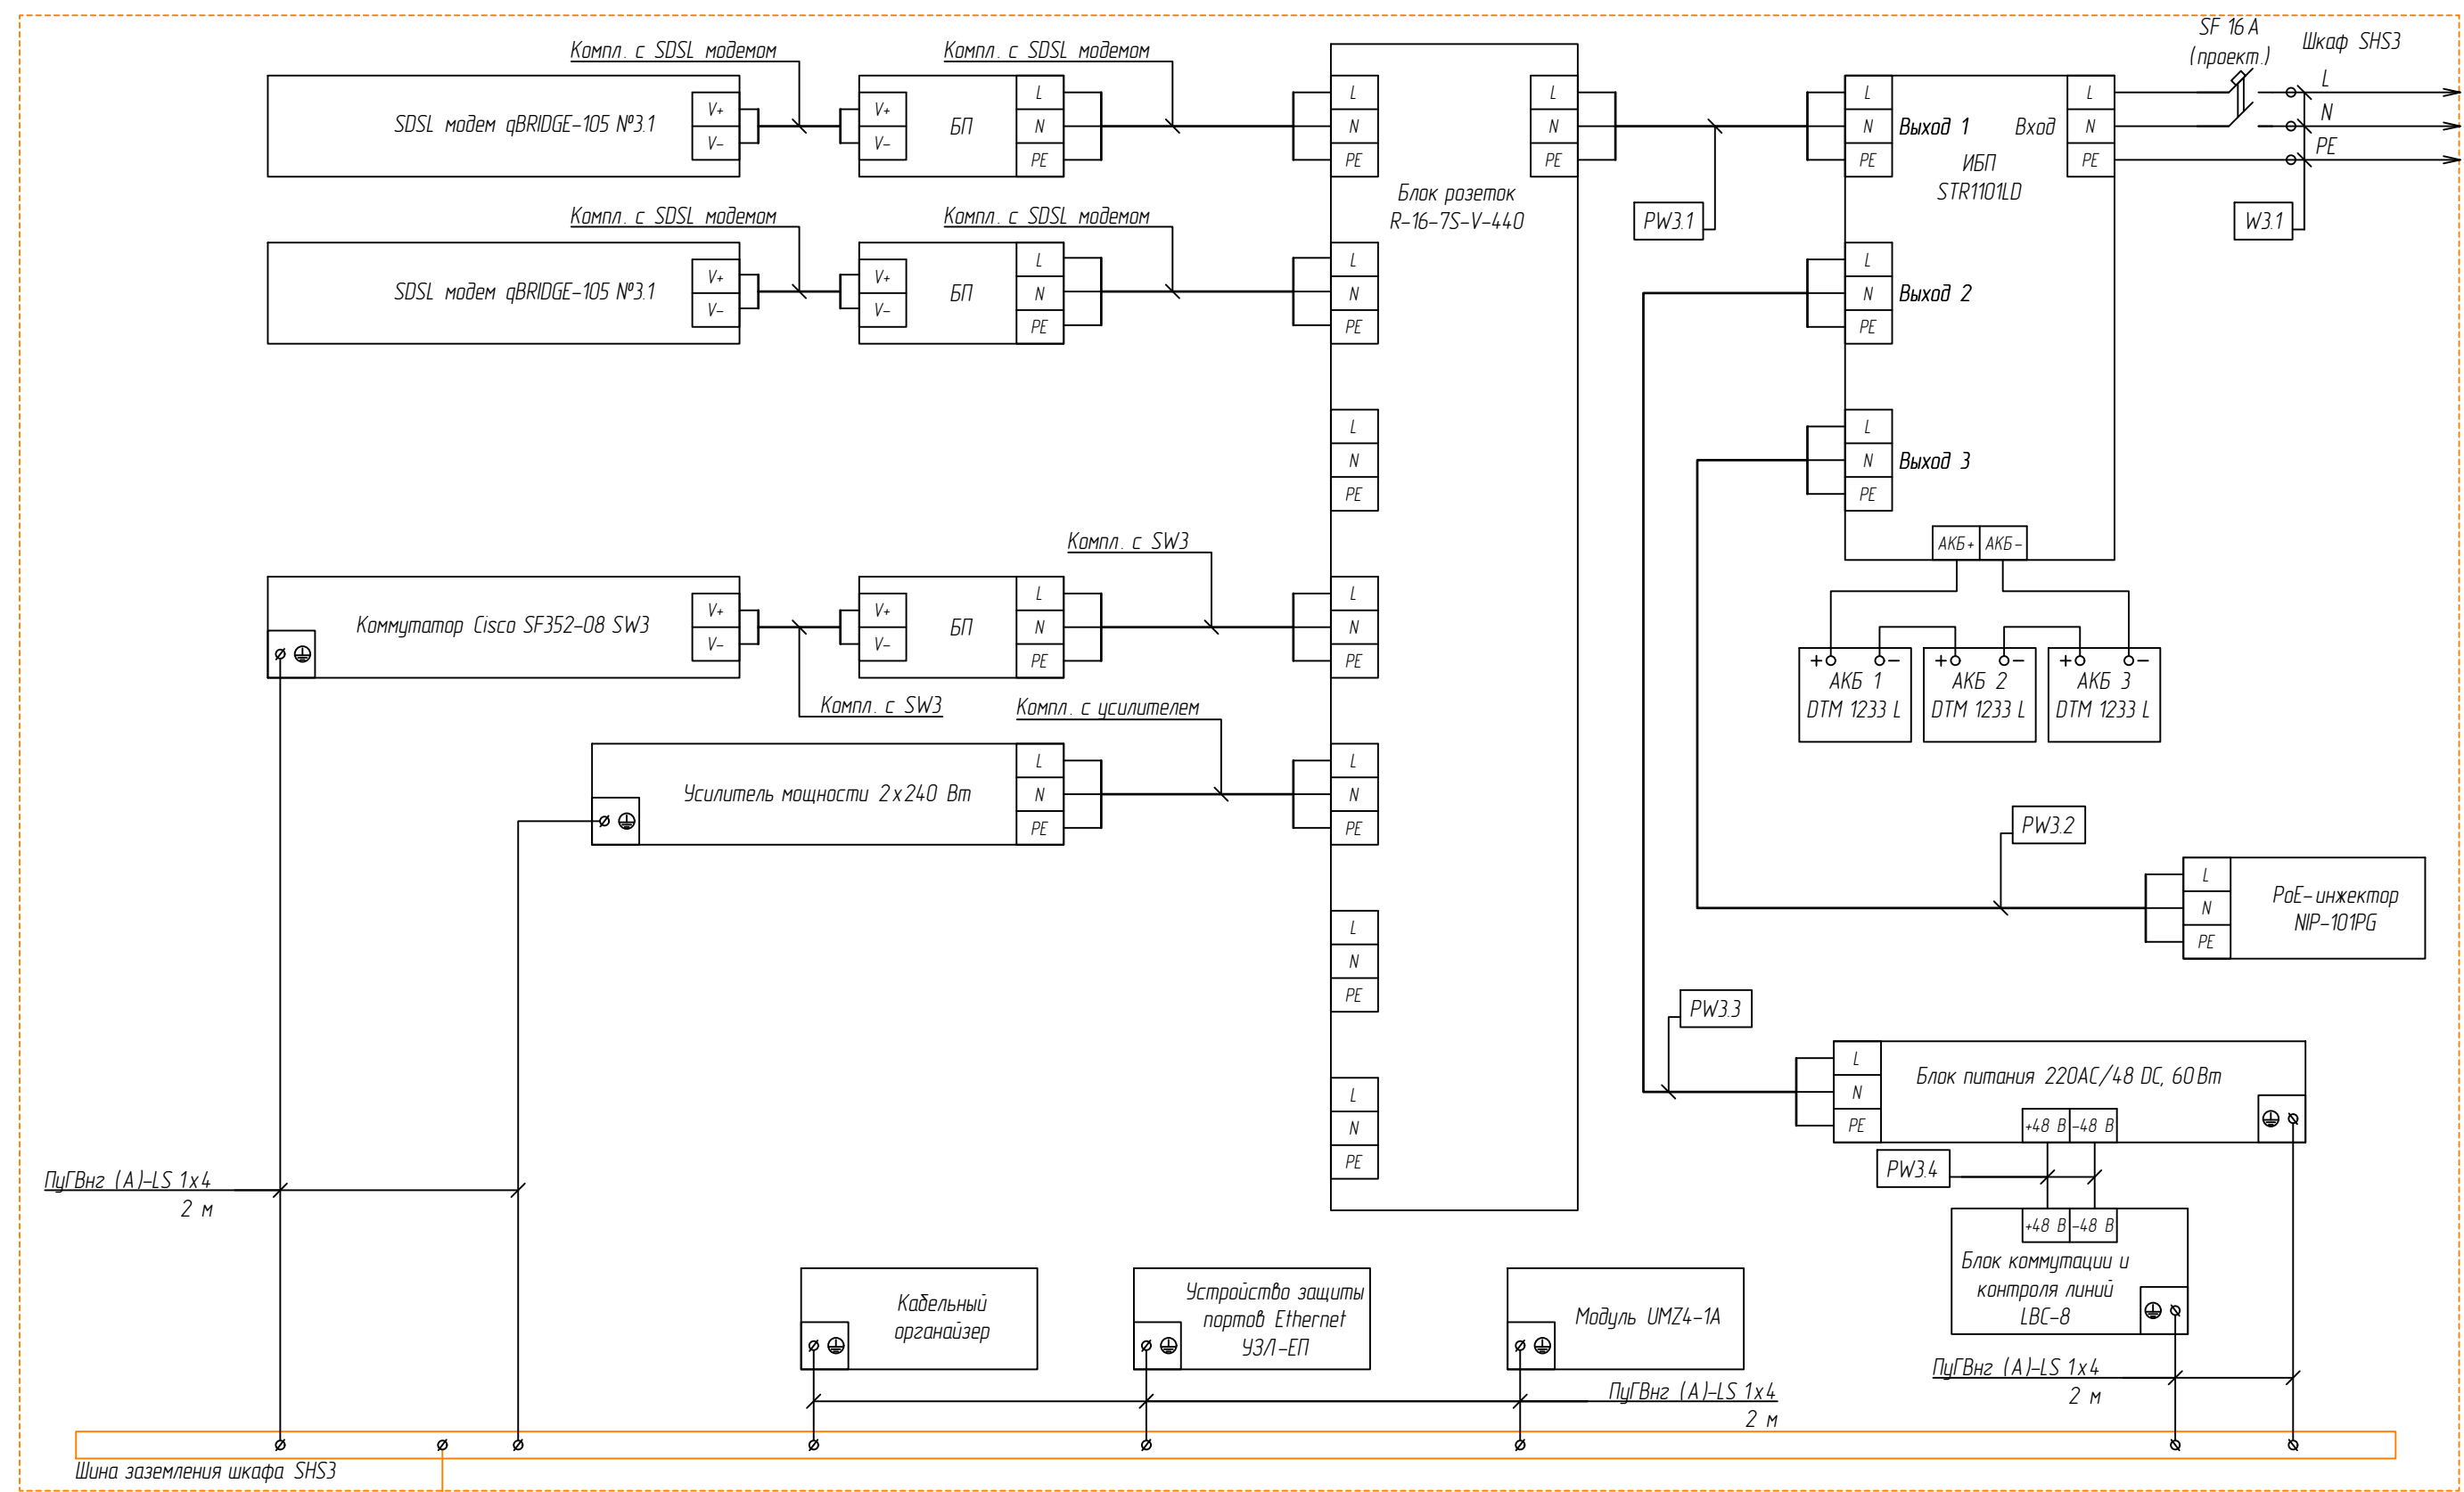 SF 16 А
(проект.)
Шкаф SHS3
Компл. с SDSL модемом
Компл. с SDSL модемом
SDSL модем qBRIDGE-105 №3.1
V+
V-
V+
V-
БП
L
N
PE
L
N
PE
L
N
PE
Блок розеток
R-16-7S-V-440
PW3.1
L
N
PE
Выход 1
Вход
L
N
PE
ИБП
STR1101LD
L
N
PE
W3.1
Компл. с SDSL модемом
Компл. с SDSL модемом
SDSL модем qBRIDGE-105 №3.1
V+
V-
V+
V-
БП
L
N
PE
L
N
PE
L
N
PE
Выход 2
L
N
PE
L
N
PE
Выход 3
АКБ+
АКБ-
Компл. с SW3
Коммутатор Cisco SF352-08 SW3
V+
V-
V+
V-
БП
L
N
PE
L
N
PE
Компл. с SW3
Компл. с усилителем
+
-
АКБ 1
DTM 1233 L
+
-
АКБ 2
DTM 1233 L
+
-
АКБ 3
DTM 1233 L
Усилитель мощности 2х240 Вт
L
N
PE
L
N
PE
PW3.2
L
N
PE
PoE-инжектор
NIP-101PG
L
N
PE
PW3.3
L
N
PE
Блок питания 220AC/48 DC, 60Вт
+48 В
-48 В
L
N
PE
PW3.4
ПуГВнг (А)-LS 1х4
2 м
+48 В
-48 В
Блок коммутации и
контроля линий
LBC-8
Кабельный
органайзер
Устройство защиты
портов Ethernet
УЗЛ-ЕП
Модуль UMZ4-1A
ПуГВнг (А)-LS 1х4
2 м
ПуГВнг (А)-LS 1х4
2 м
Шина заземления шкафа SHS3